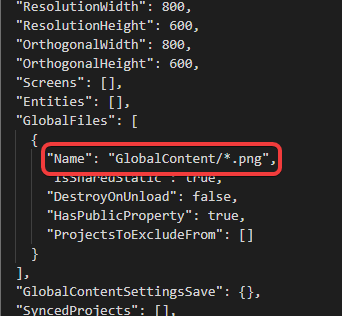 "ResolutionWidth": 800,
"ResolutionHeight": 600,
"OrthogonalWidth": 800,
"OrthogonalHeight": 600,
"Screens": [],
"Entities": [],
"GlobalFiles": [
{
"Name": "GlobalContent/*.png",
"IsSharedStatic": true,
"DestroyOnUnload": false,
"HasPublicProperty": true,
"ProjectsToExcludeFrom": []
}
],
"GlobalContentSettingsSave": {},
"SyncedProjects": [],